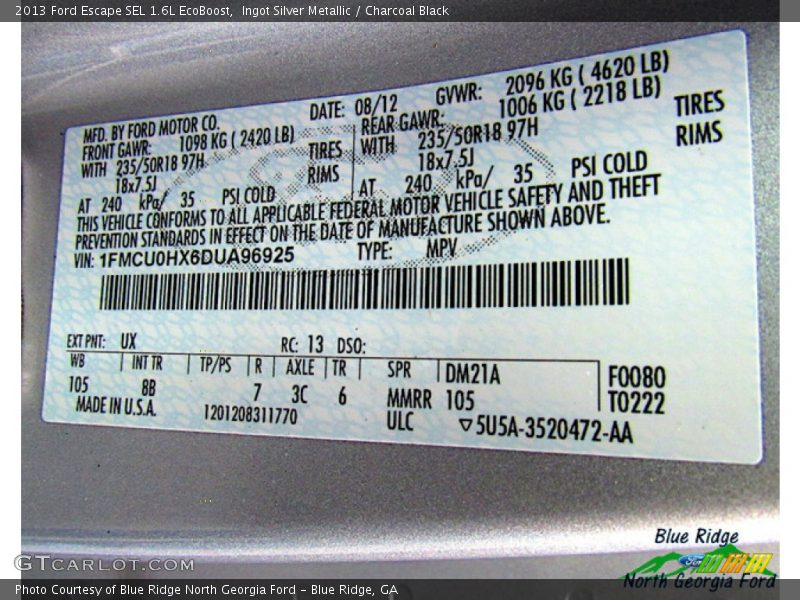 2013 Ford Escape SEL 1.6L EcoBoost, Ingot Silver Metallic / Charcoal Black
MFD. BY FORD MOTOR CO. DATE: 08/12 GVWR: 2096 KG ( 4620 LB)
FRONT GAWR: 1098 KG ( 2420 LB) REAR GAWR: 1006 KG ( 2218 LB)
WITH 235/50R18 97H TIRES WITH 235/50R18 97H TIRES
18x7.5J RIMS 18x7.5J RIMS
AT 240 kPa/ 35 PSI COLD AT 240 kPa/ 35 PSI COLD
THIS VEHICLE CONFORMS TO ALL APPLICABLE FEDERAL MOTOR VEHICLE SAFETY AND THEFT
PREVENTION STANDARDS IN EFFECT ON THE DATE OF MANUFACTURE SHOWN ABOVE.
VIN: 1FMCU0HX6DUA96925 TYPE: MPV
EXT PNT: UX RC: 13 DSO:
WB INT TR TP/PS R AXLE TR SPR DM21A F0080
105 8B 7 3C 6 MMRR 105 T0222
MADE IN U.S.A. 1201208311770 ULC ▽5U5A-3520472-AA
Blue Ridge
Ford
North Georgia Ford
GTCARLOT.COM
Photo Courtesy of Blue Ridge North Georgia Ford – Blue Ridge, GA